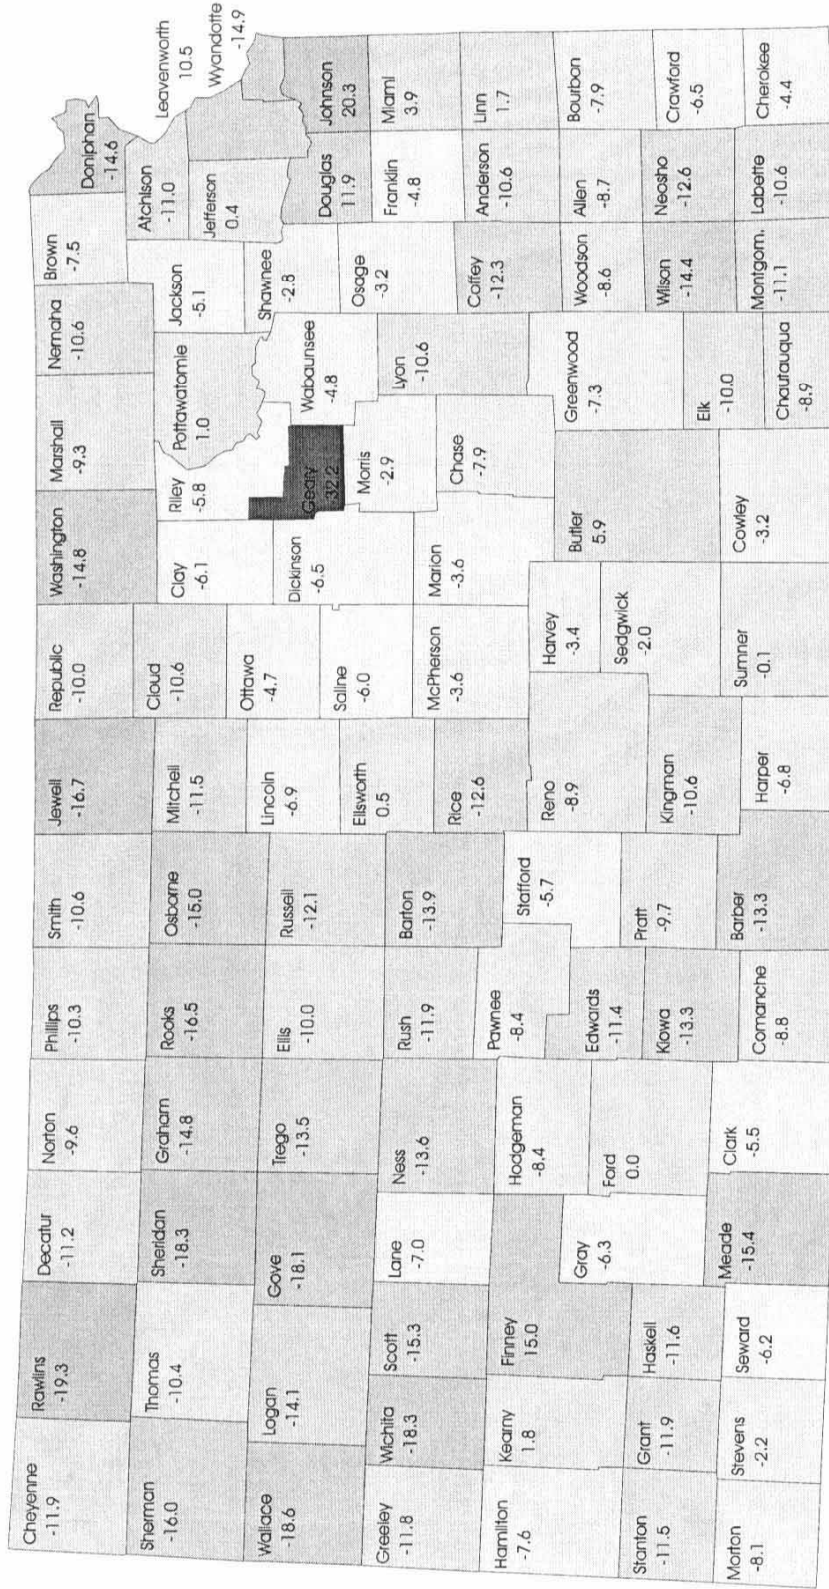 Cheyenne
-11.9
Rawlins
-19.3
Decatur
-11.2
Norton
-9.6
Phillips
-10.3
Smith
-10.6
Jewell
-16.7
Republic
-10.0
Washington
-14.8
Marshall
-9.3
Nemaha
-10.6
Brown
-7.5
Doniphan
-14.6
Sherman
-16.0
Thomas
-10.4
Sheridan
-18.3
Graham
-14.8
Rooks
-16.5
Osborne
-15.0
Mitchell
-11.5
Cloud
-10.6
Clay
-6.1
Riley
-5.8
Pottawatomie
1.0
Jackson
-5.1
Atchison
-11.0
Jefferson
0.4
Leavenworth
10.5
Wyandotte
-14.9
Wallace
-18.6
Logan
-14.1
Gove
-18.1
Trego
-13.5
Ellis
-10.0
Russell
-12.1
Lincoln
-6.9
Ottawa
-4.7
Dickinson
-6.5
Geary
-32.2
Wabaunsee
-4.8
Shawnee
-2.8
Douglas
11.9
Johnson
20.3
Greeley
-11.8
Wichita
-18.3
Scott
-15.3
Lane
-7.0
Ness
-13.6
Rush
-11.9
Barton
-13.9
Ellsworth
0.5
Saline
-6.0
Morris
-2.9
Lyon
-10.6
Osage
-3.2
Franklin
-4.8
Miami
3.9
Rice
-12.6
McPherson
-3.6
Marion
-3.6
Chase
-7.9
Coffey
-12.3
Anderson
-10.6
Linn
1.7
Hamilton
-7.6
Kearny
1.8
Finney
15.0
Hodgeman
-8.4
Pawnee
-8.4
Stafford
-5.7
Reno
-8.9
Harvey
-3.4
Butler
5.9
Greenwood
-7.3
Woodson
-8.6
Allen
-8.7
Bourbon
-7.9
Gray
-6.3
Ford
0.0
Edwards
-11.4
Pratt
-9.7
Kingman
-10.6
Sedgwick
-2.0
Stanton
-11.5
Grant
-11.9
Haskell
-11.6
Kiowa
-13.3
Elk
-10.0
Wilson
-14.4
Neosho
-12.6
Crawford
-6.5
Morton
-8.1
Stevens
-2.2
Seward
-6.2
Meade
-15.4
Clark
-5.5
Comanche
-8.8
Barber
-13.3
Harper
-6.8
Sumner
-0.1
Cowley
-3.2
Chautauqua
-8.9
Montgom.
-11.1
Labette
-10.6
Cherokee
-4.4